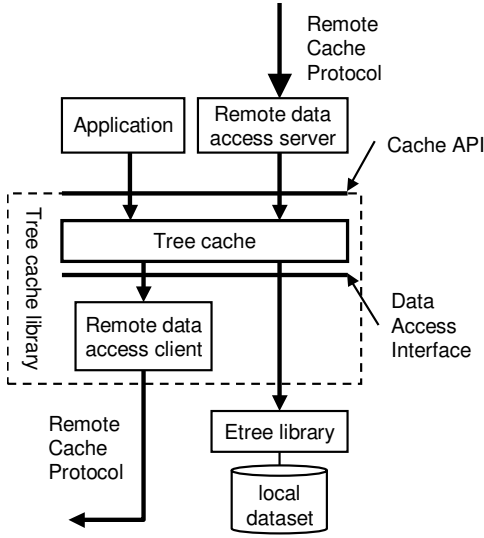 Remote
Cache
Protocol
Application
Remote data
access server
Cache API
Tree cache library
Tree cache
Data
Access
Interface
Remote data
access client
Remote
Cache
Protocol
Etree library
local
dataset